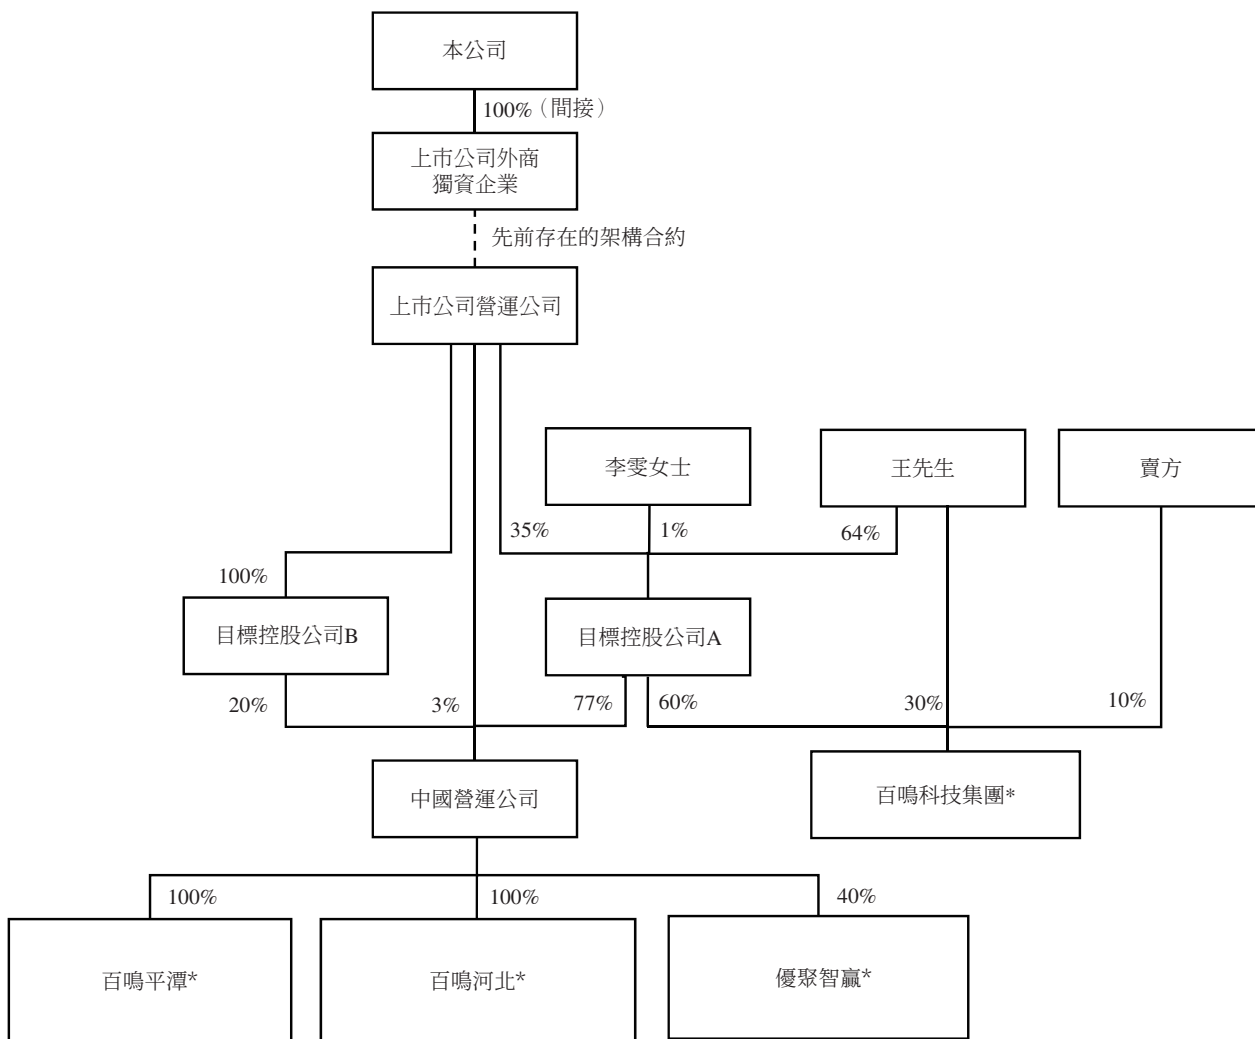 本公司
100%（間接）
上市公司外商
獨資企業
先前存在的架構合約
上市公司營運公司
李雯女士
王先生
賣方
35%
1%
64%
100%
目標控股公司B
目標控股公司A
20%
3%
77%
60%
30%
10%
中國營運公司
百鳴科技集團*
100%
100%
40%
百鳴平潭*
百鳴河北*
優聚智贏*